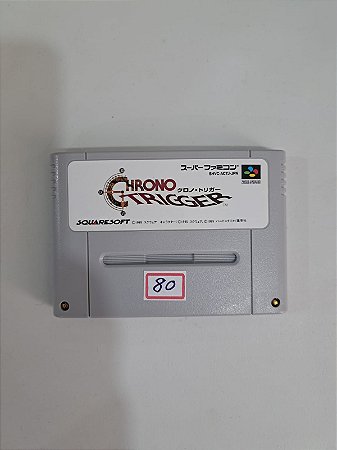 スーパーファミコン
SHVC-ACTJ-JPN
CHRONO
クロノ・トリガー
TRIGGER
SQUARESOFT
80